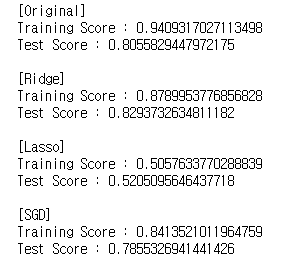 [Original]
Training Score : 0.9409317027113498
Test Score : 0.8055829447972175
[Ridge]
Training Score : 0.8789953776856828
Test Score : 0.8293732634811182
[Lasso]
Training Score : 0.5057633770288839
Test Score : 0.5205095646437718
[SGD]
Training Score : 0.8413521011964759
Test Score : 0.7855326941441426